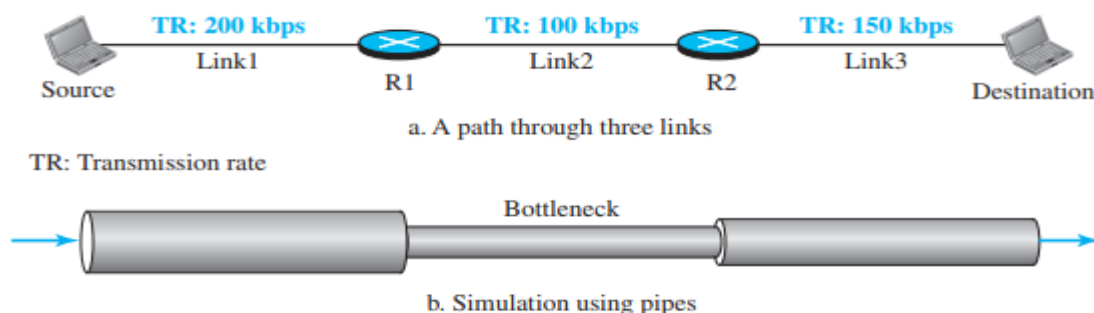 TR: 200 kbps TR: 100 kbps TR: 150 kbps
Link1 Link2 Link3
Source R1 R2 Destination
a. A path through three links
TR: Transmission rate
Bottleneck
b. Simulation using pipes